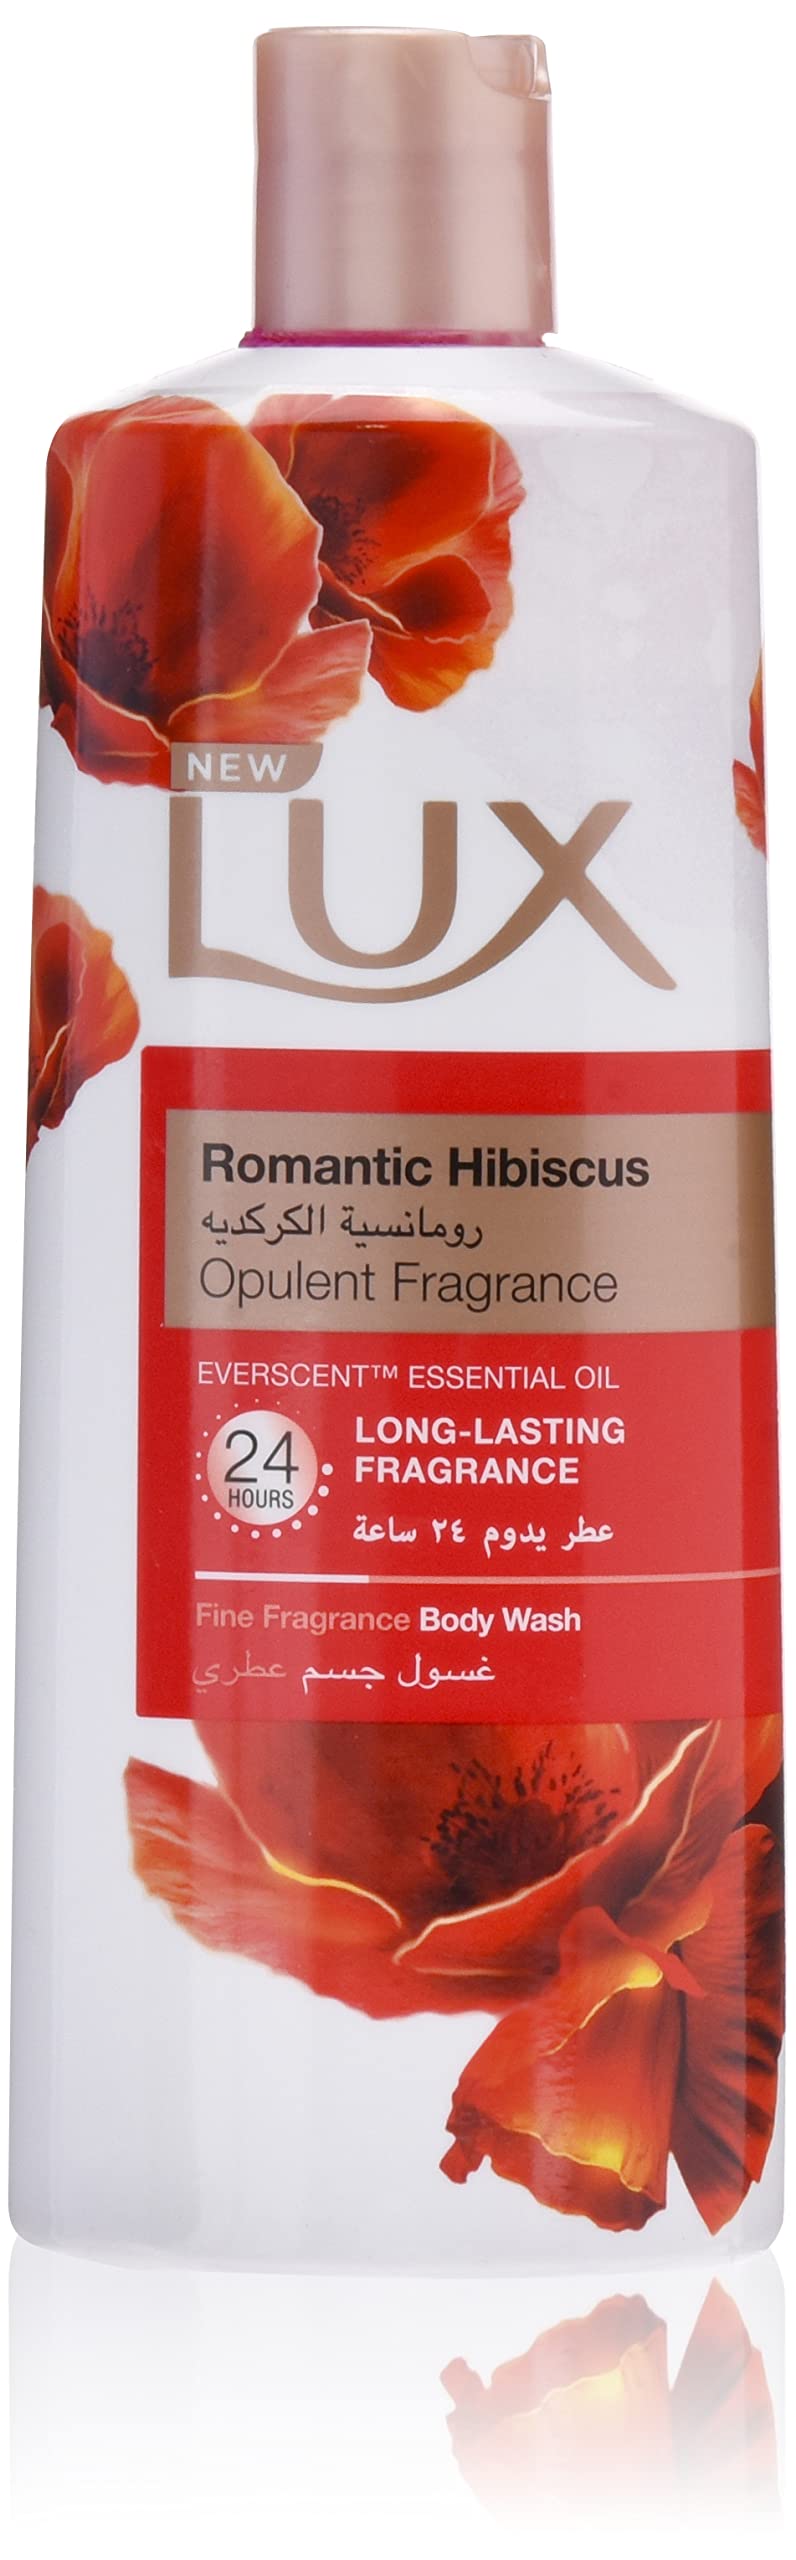 NEW
LUX
Romantic Hibiscus
رومانسية الكركديه
Opulent Fragrance
EVERSCENT™ ESSENTIAL OIL
24
HOURS
LONG-LASTING
FRAGRANCE
عطر يدوم ٢٤ ساعة
Fine Fragrance Body Wash
غسول جسم عطري